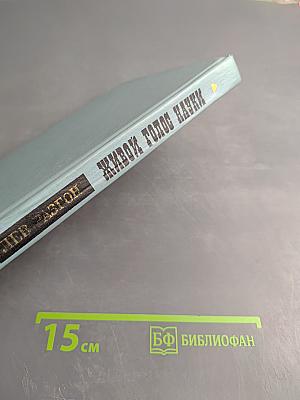 ЛЕВ РАЗГОН
ЖИВОЙ ГОЛОС НАУКИ
15 см
БФ БИБЛИОФАН